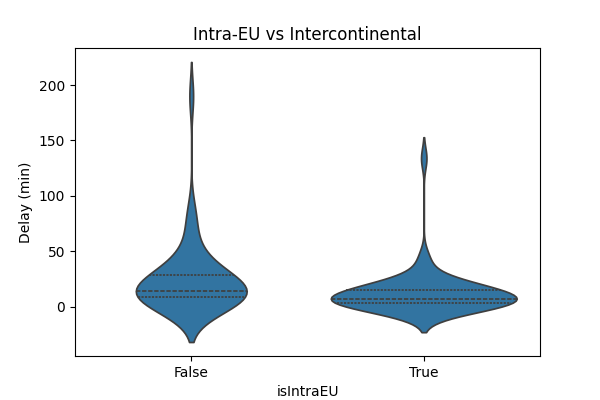 Intra-EU vs Intercontinental
200
150
100
50
0
Delay (min)
False
True
isIntraEU